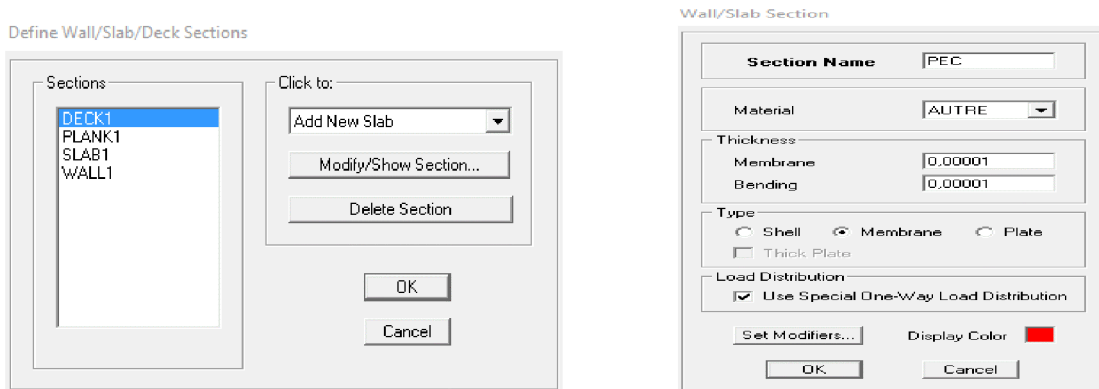 Define Wall/Slab/Deck Sections
Sections
DECK1
PLANK1
SLAB1
WALL1
Click to:
Add New Slab
Modify/Show Section...
Delete Section
OK
Cancel
Wall/Slab Section
Section Name
PEC
Material
AUTRE
Thickness
Membrane
0,00001
Bending
0,00001
Type
Shell Membrane Plate
Thick Plate
Load Distribution
Use Special One-Way Load Distribution
Set Modifiers... Display Color
OK Cancel